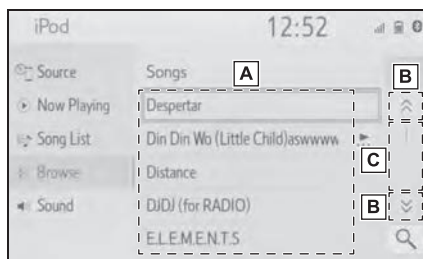 iPod 12:52
Source Songs A B
Now Playing Despertar
Song List Din Din Wo (Little Child)aswwww C
Browse Distance
Sound DJDJ (for RADIO) B
E.L.E.M.E.N.T.S